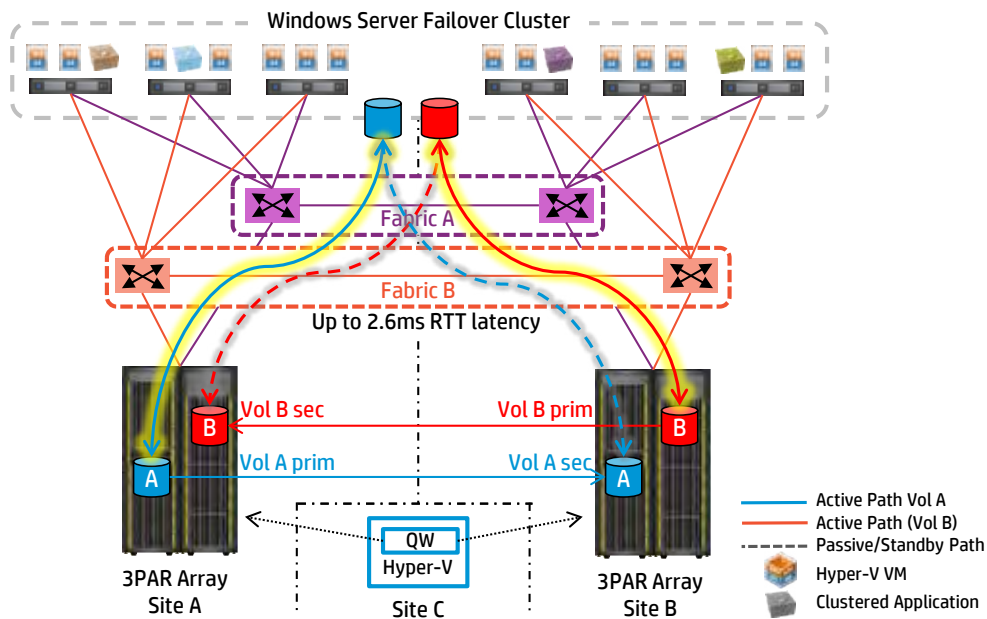 Windows Server Failover Cluster
Fabric A
Fabric B
Up to 2.6ms RTT latency
Vol B sec
Vol B prim
B
B
Vol A prim
Vol A sec
A
A
QW
Hyper-V
3PAR Array
Site A
Site C
3PAR Array
Site B
Active Path Vol A
Active Path (Vol B)
Passive/Standby Path
Hyper-V VM
Clustered Application